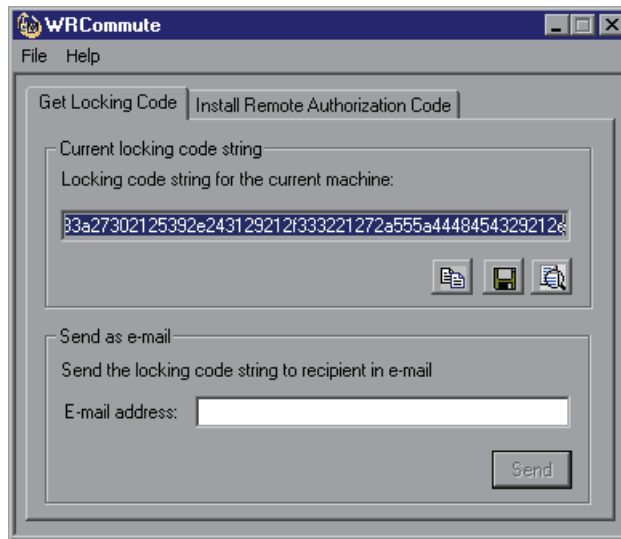 WRCommute
File Help
Get Locking Code Install Remote Authorization Code
Current locking code string
Locking code string for the current machine:
33a27302125392e243129212f333221272a555a4448454329212e
Send as e-mail
Send the locking code string to recipient in e-mail
E-mail address:
Send